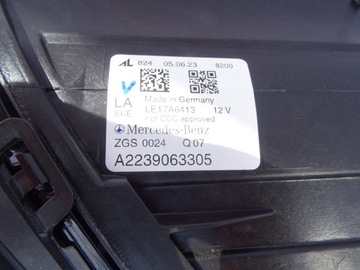 AL 824 05.06.23 8200
Made in Germany
LA LE17A6413 12 V
ECE not CCC approved
Mercedes-Benz
ZGS 0024 Q 07
A2239063305